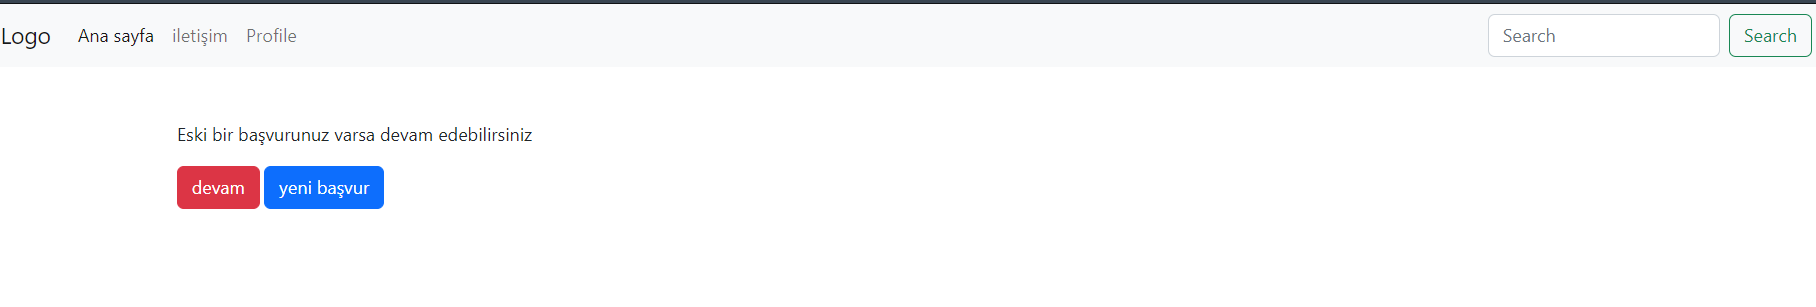 Logo Ana sayfa iletişim Profile Search Search
Eski bir başvurunuz varsa devam edebilirsiniz
devam yeni başvur